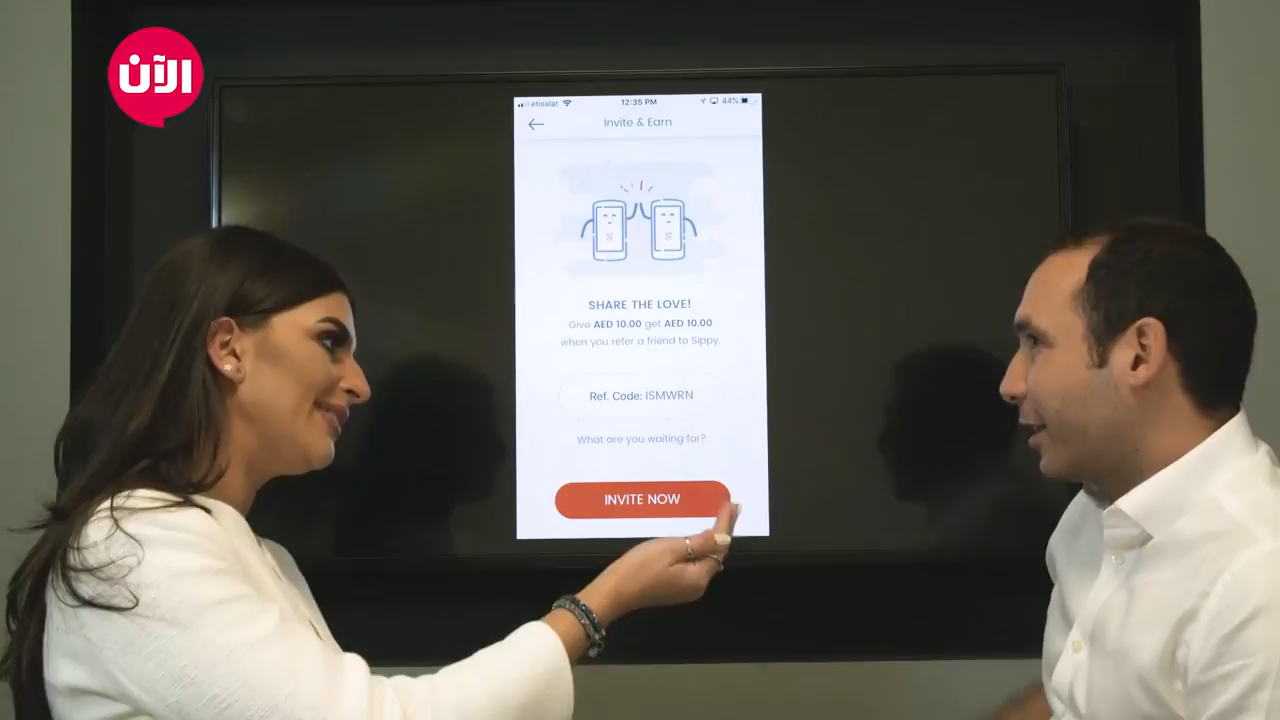 الآن
etisalat 12:35 PM 44%
Invite & Earn
SHARE THE LOVE!
Give AED 10.00 get AED 10.00
when you refer a friend to Sippy.
Ref. Code: ISMWRN
What are you waiting for?
INVITE NOW